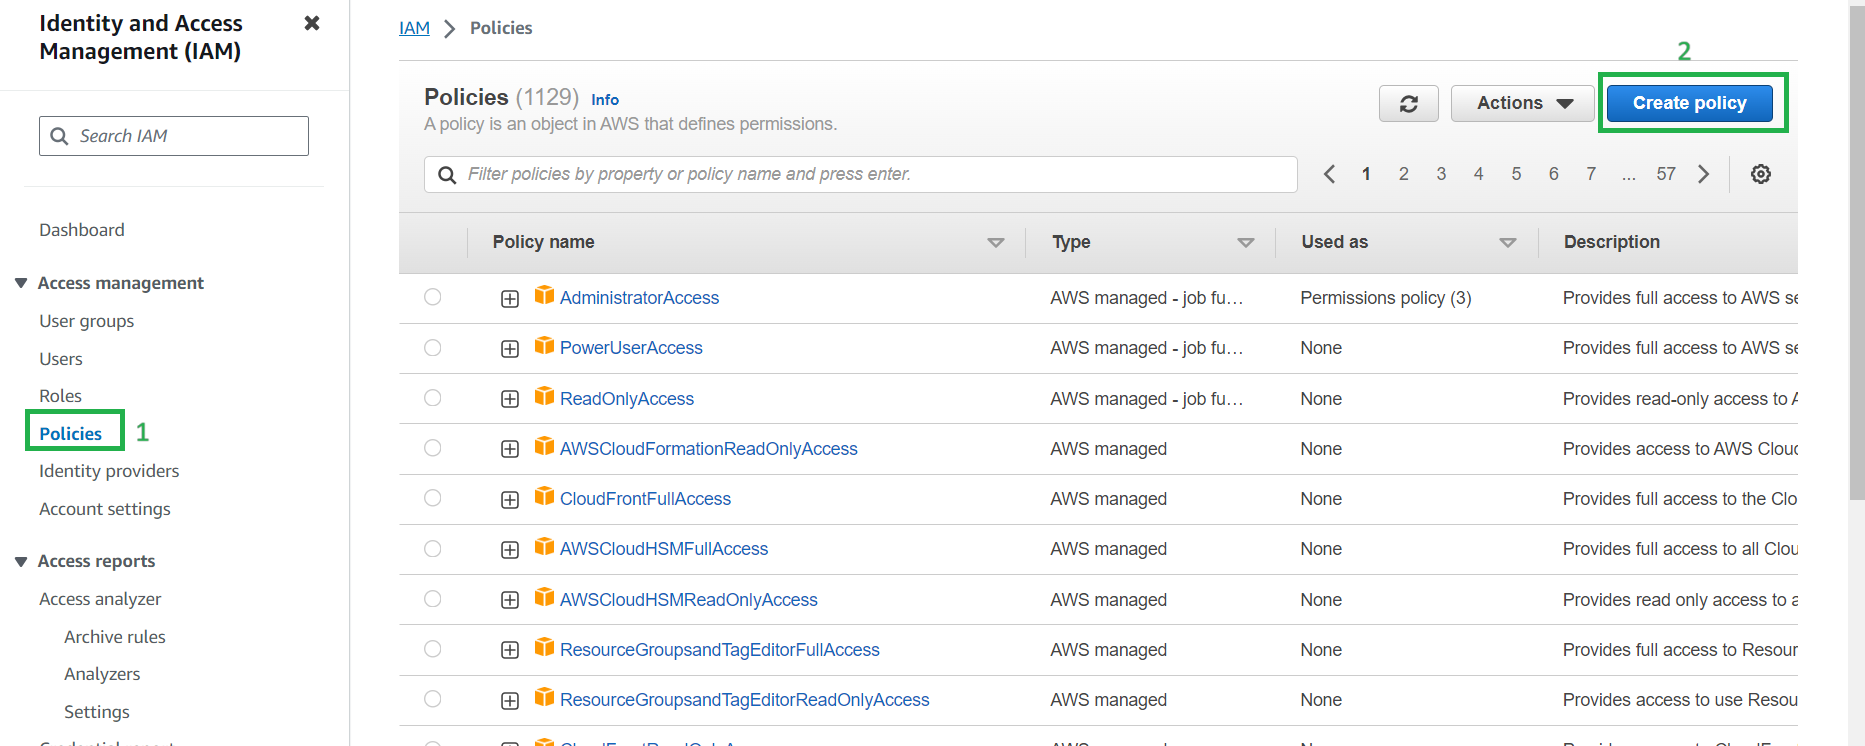 Identity and Access
Management (IAM)
Search IAM
Dashboard
Access management
User groups
Users
Roles
Policies 1
Identity providers
Account settings
Access reports
Access analyzer
Archive rules
Analyzers
Settings
IAM > Policies
2
Policies (1129) Info
A policy is an object in AWS that defines permissions.
Actions
Create policy
Filter policies by property or policy name and press enter.
1 2 3 4 5 6 7 ... 57
Policy name Type Used as Description
AdministratorAccess AWS managed - job fu... Permissions policy (3) Provides full access to AWS se
PowerUserAccess AWS managed - job fu... None Provides full access to AWS se
ReadOnlyAccess AWS managed - job fu... None Provides read-only access to A
AWSCloudFormationReadOnlyAccess AWS managed None Provides access to AWS Cloud
CloudFrontFullAccess AWS managed None Provides full access to the Clo
AWSCloudHSMFullAccess AWS managed None Provides full access to all Clou
AWSCloudHSMReadOnlyAccess AWS managed None Provides read only access to a
ResourceGroupsandTagEditorFullAccess AWS managed None Provides full access to Resour
ResourceGroupsandTagEditorReadOnlyAccess AWS managed None Provides access to use Resou